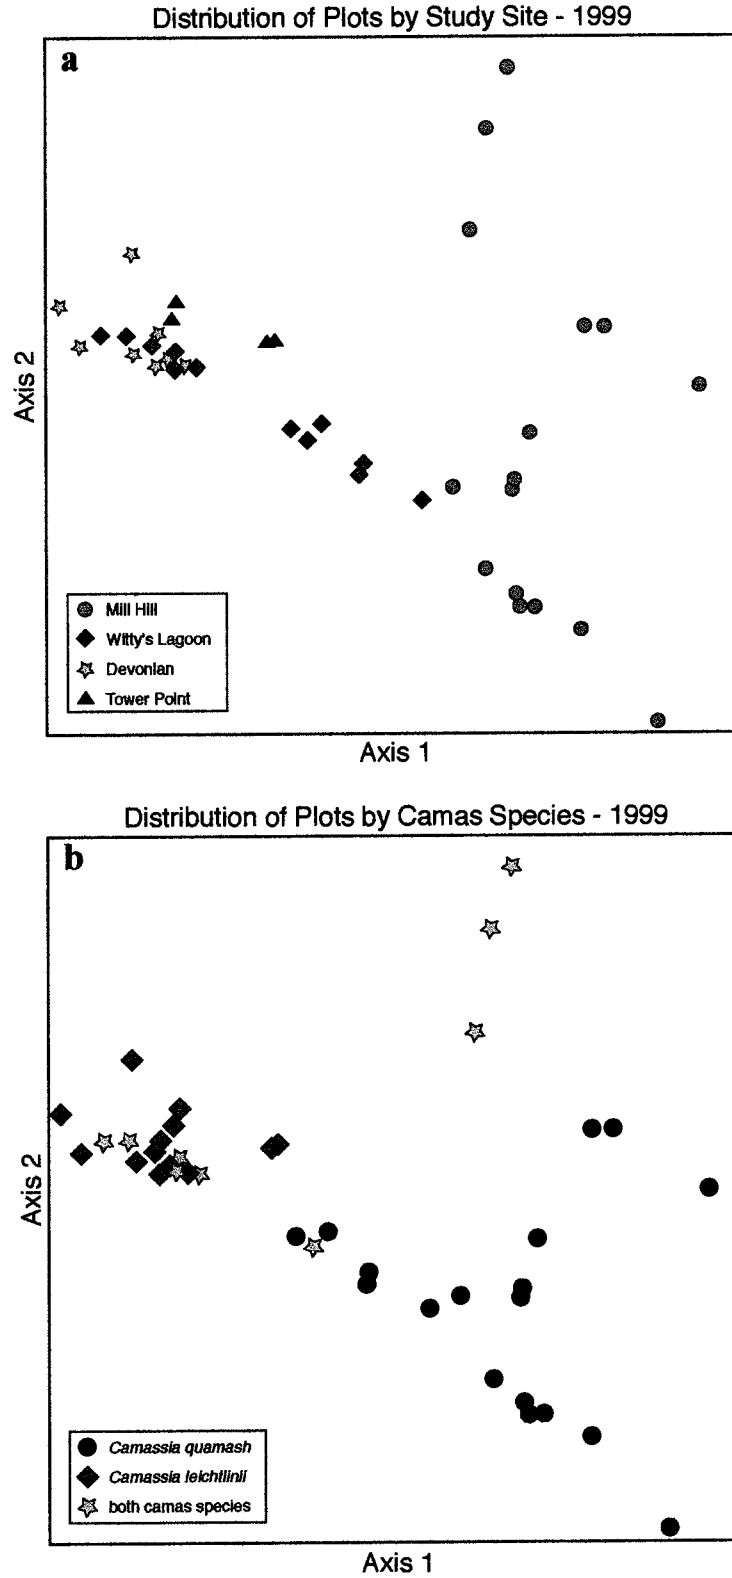 Distribution of Plots by Study Site - 1999
a
Axis 2
Mill Hill
Witty's Lagoon
Devonian
Tower Point
Axis 1
Distribution of Plots by Camas Species - 1999
b
Axis 2
Camassia quamash
Camassia leichtlinii
both camas species
Axis 1